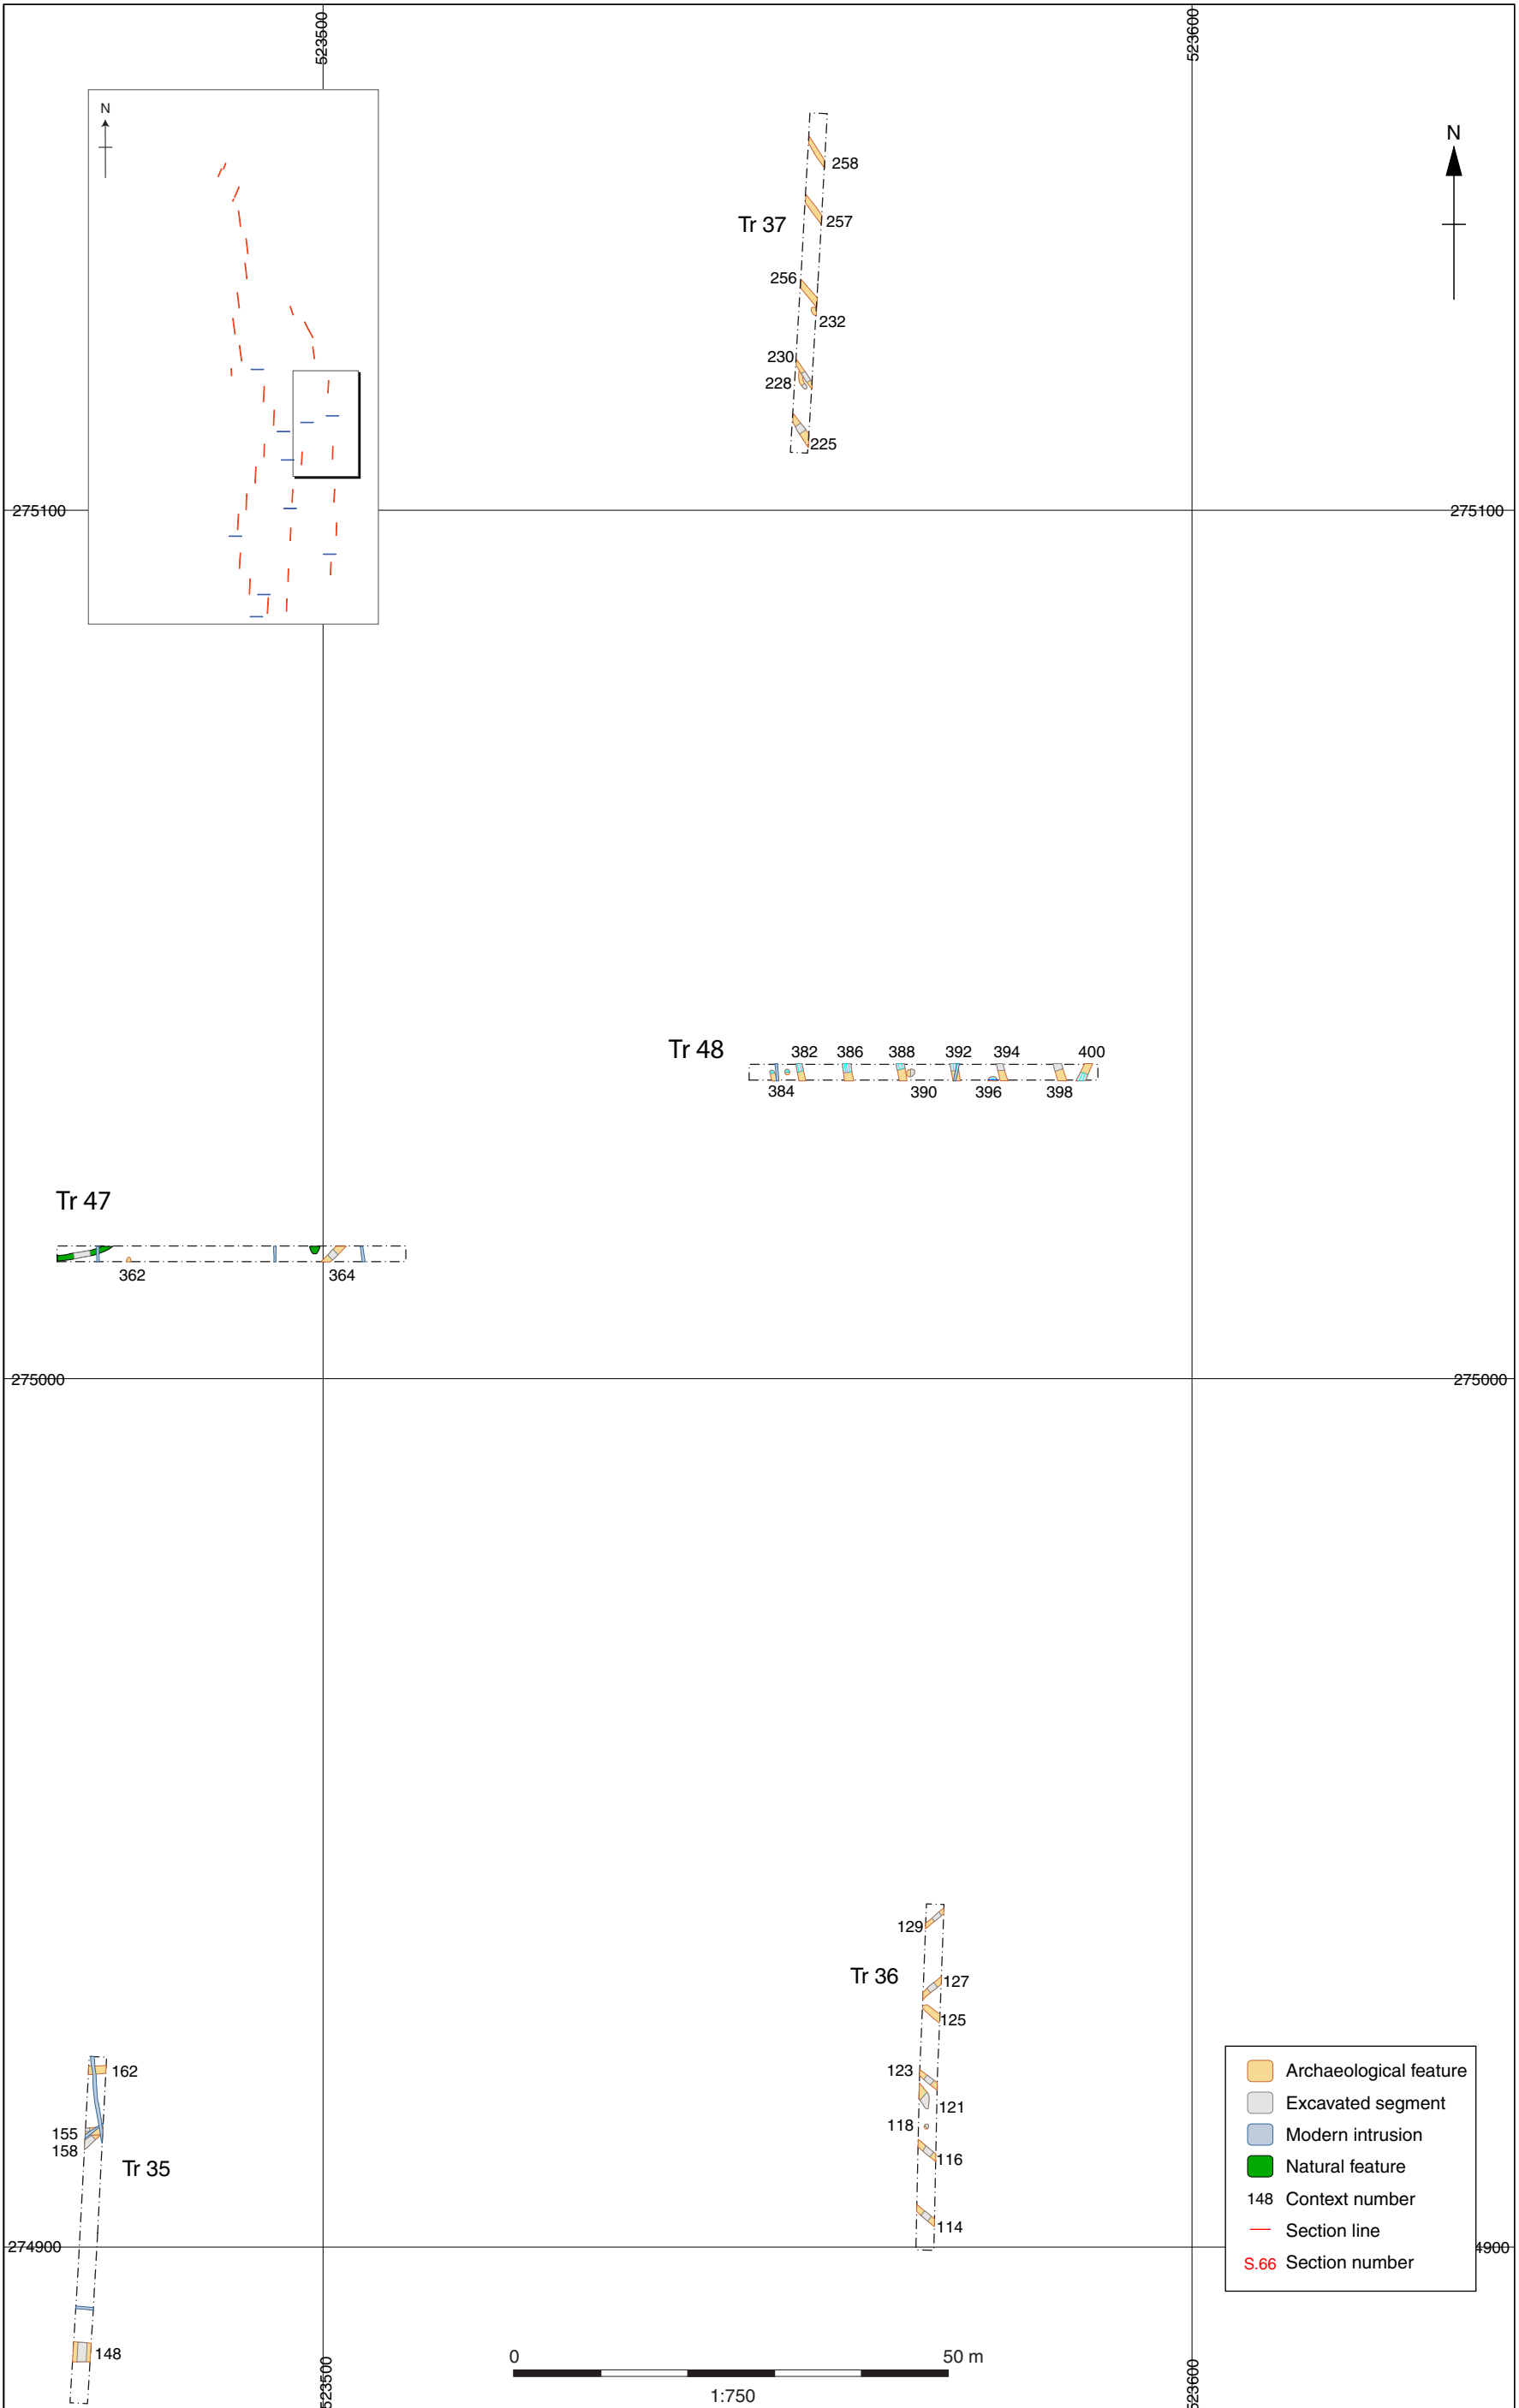 523500
523600
N
N
258
Tr 37
257
256
232
230
228
225
275100
275100
Tr 48
382 386 388 392 394 400
384 390 396 398
Tr 47
362 364
275000
275000
129
Tr 36
127
125
123
121
118
116
114
162
155
158
Tr 35
148
274900
4900
Archaeological feature
Excavated segment
Modern intrusion
Natural feature
148 Context number
Section line
S.66 Section number
0 50 m
1:750
523500
523600